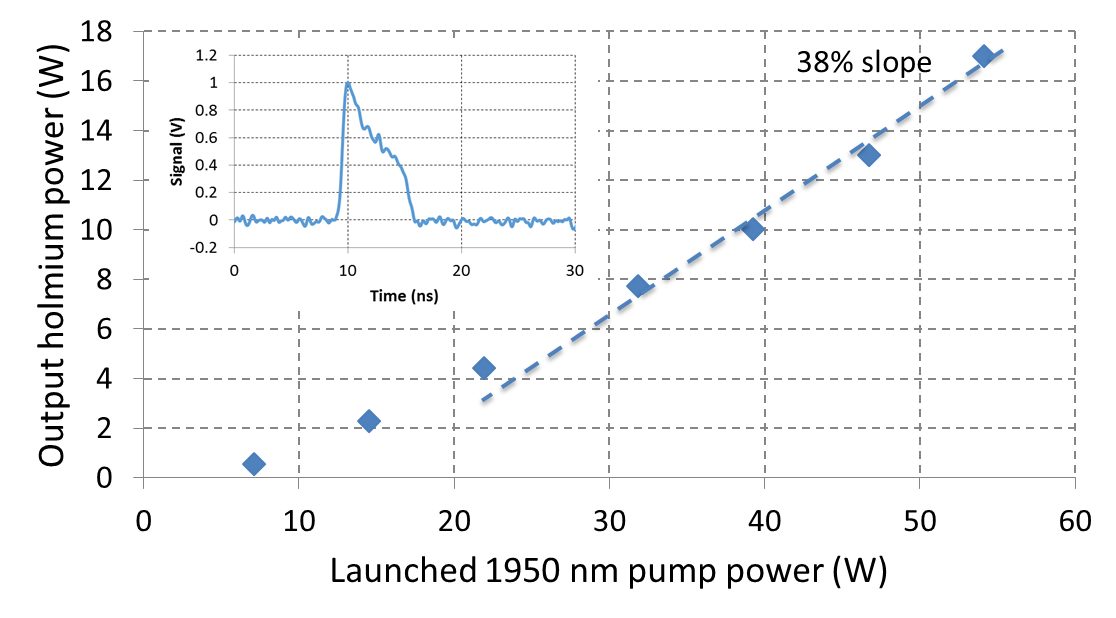 18
16
14
12
10
8
6
4
2
0
Output holmium power (W)
38% slope
1.2
1
0.8
0.6
0.4
0.2
0
-0.2
Signal (V)
0 10 20 30
Time (ns)
0 10 20 30 40 50 60
Launched 1950 nm pump power (W)